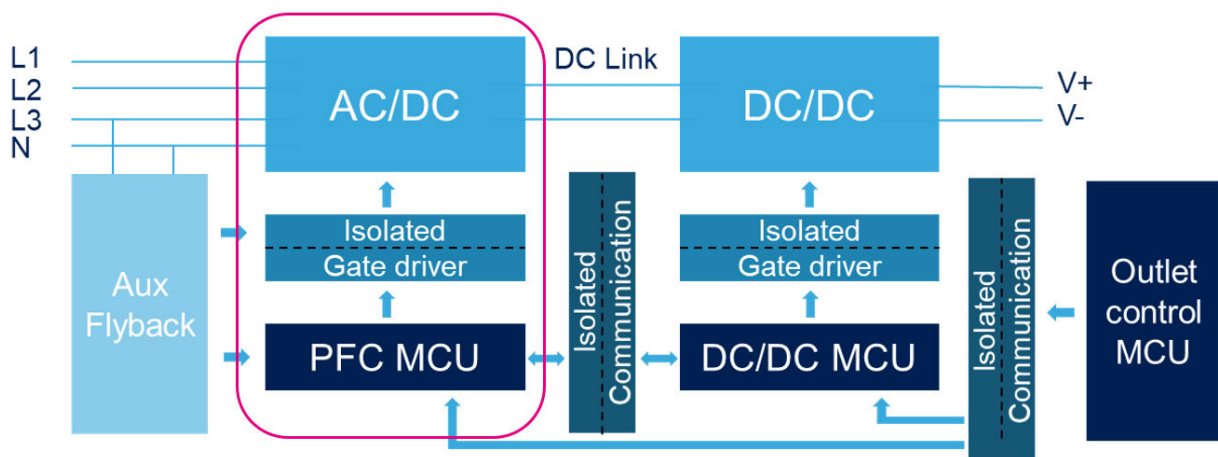 L1
L2
L3
N
AC/DC
DC Link
DC/DC
V+
V-
Aux
Flyback
Isolated
Gate driver
PFC MCU
Isolated
Communication
Isolated
Gate driver
DC/DC MCU
Isolated
Communication
Outlet
control
MCU